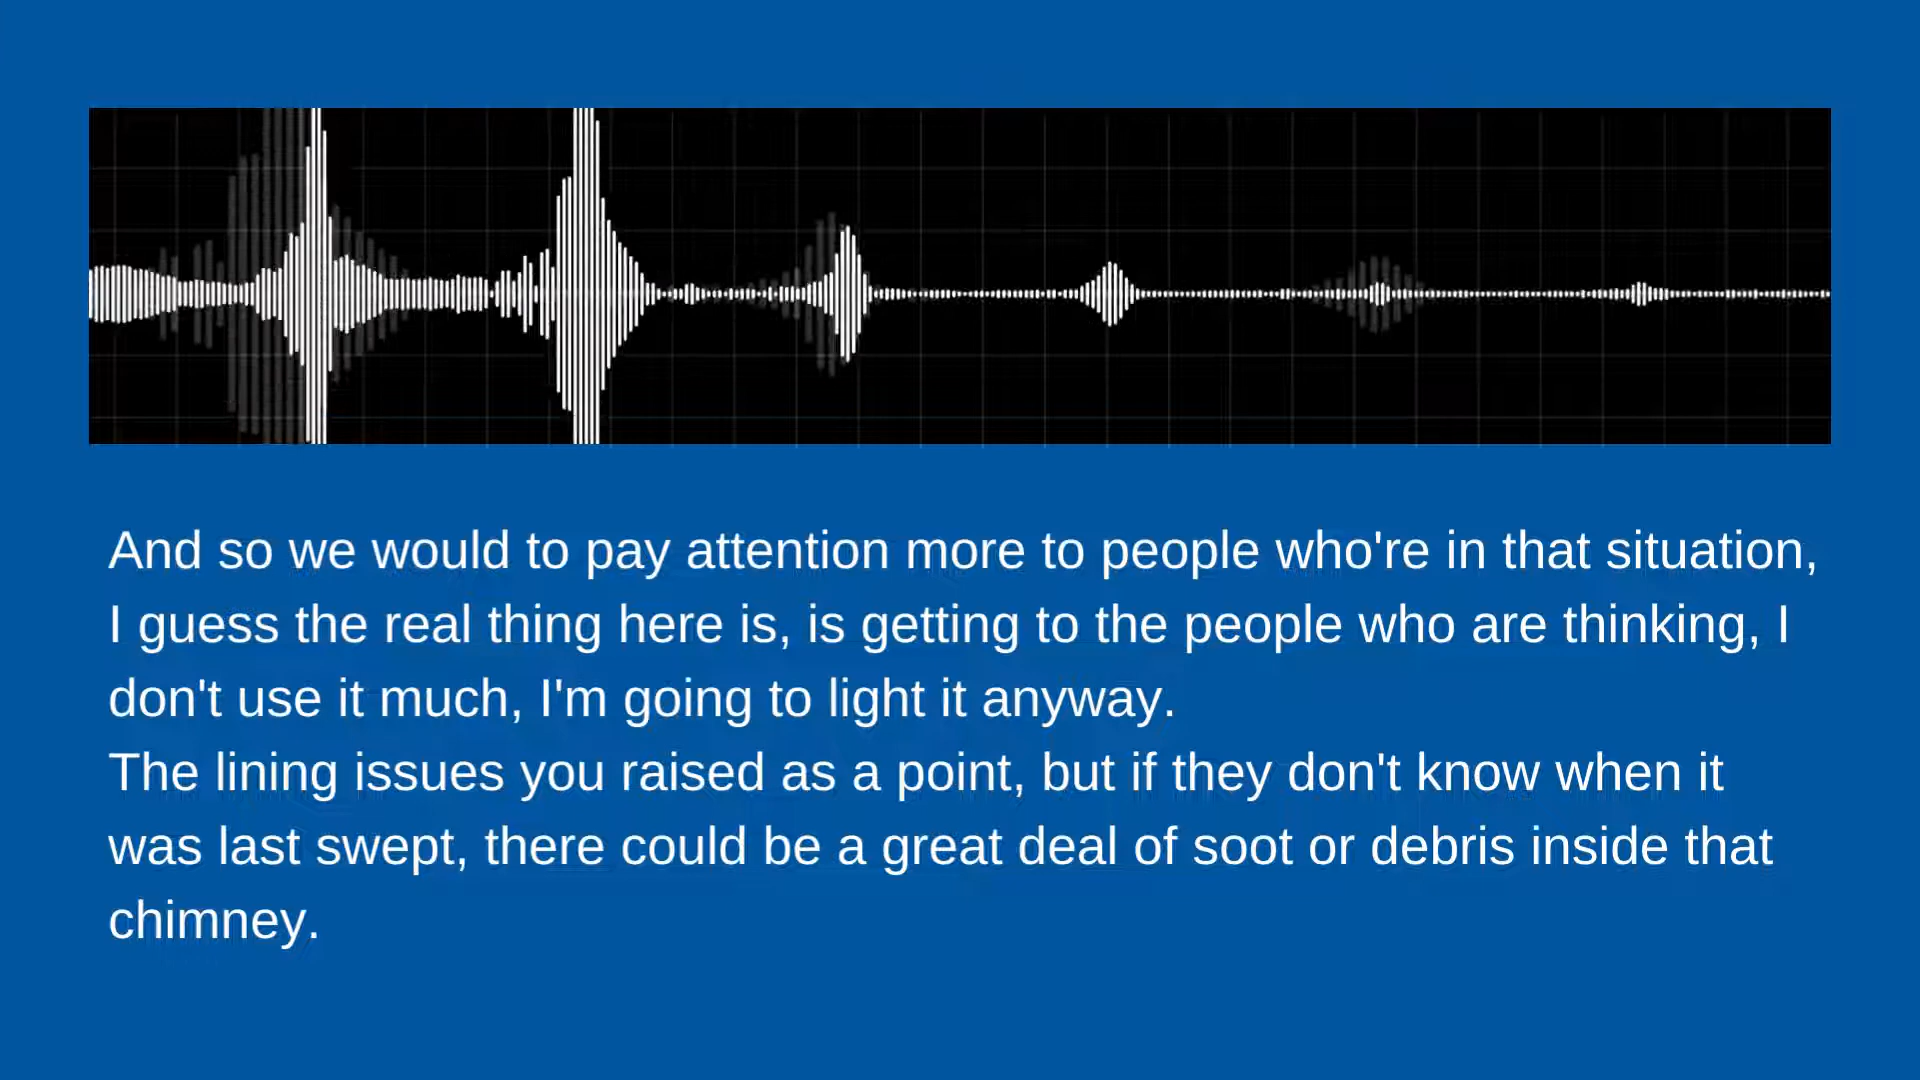 And so we would to pay attention more to people who're in that situation,
I guess the real thing here is, is getting to the people who are thinking, I
don't use it much, I'm going to light it anyway.
The lining issues you raised as a point, but if they don't know when it
was last swept, there could be a great deal of soot or debris inside that
chimney.